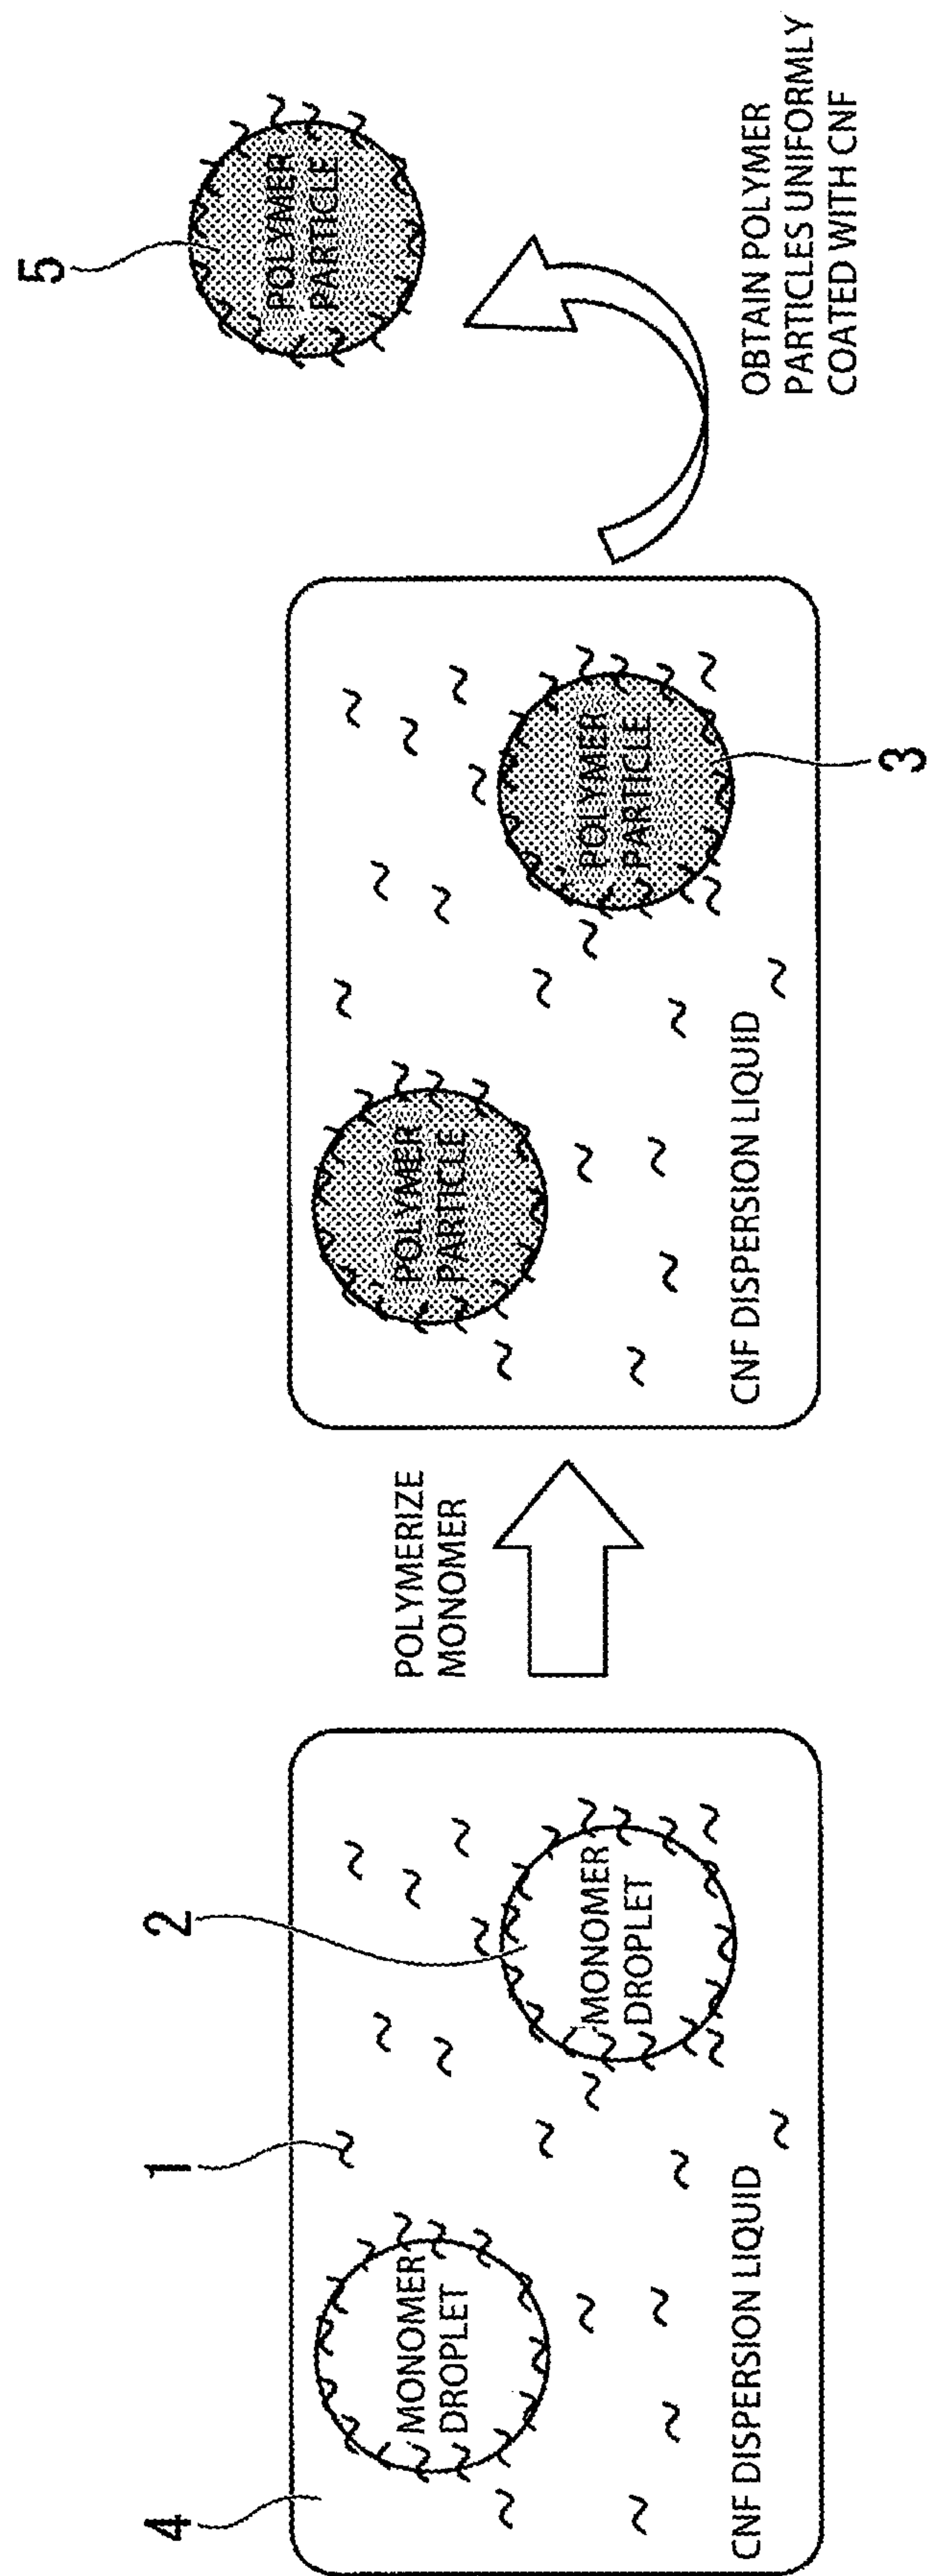 4
1
2
MONOMER
DROPLET
MONOMER
DROPLET
CNF DISPERSION LIQUID
POLYMERIZE
MONOMER
POLYMER
PARTICLE
POLYMER
PARTICLE
CNF DISPERSION LIQUID
3
5
POLYMER
PARTICLE
OBTAIN POLYMER
PARTICLES UNIFORMLY
COATED WITH CNF